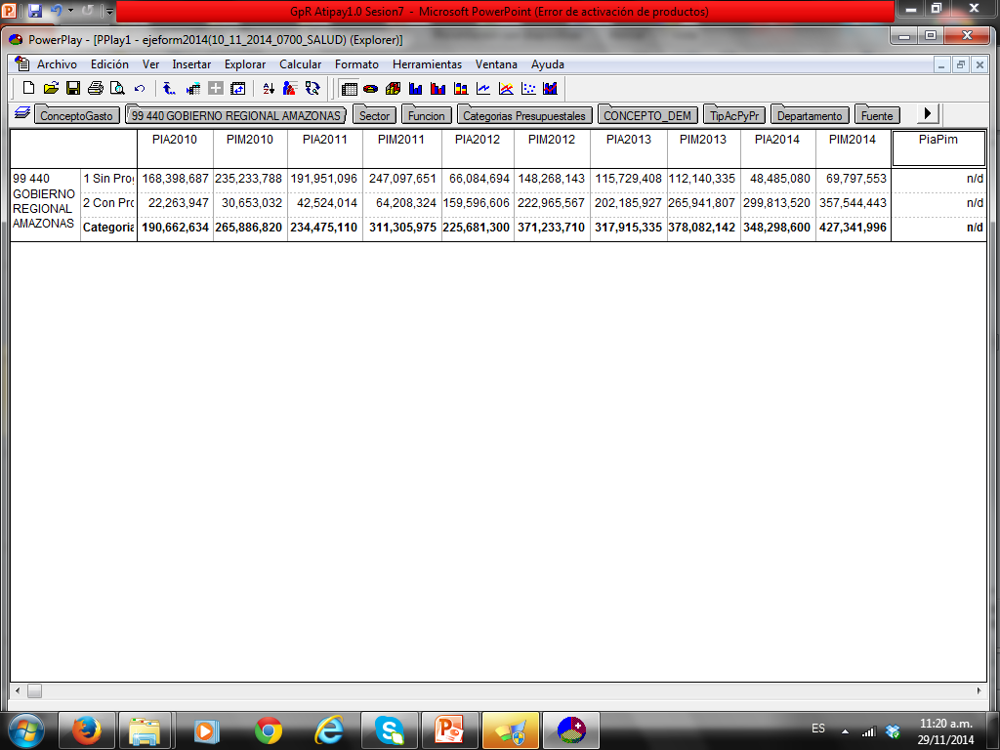 GpR Atipay1.0 Sesion7 - Microsoft PowerPoint (Error de activación de productos)
PowerPlay - [PPlay1 - ejeform2014(10_11_2014_0700_SALUD) (Explorer)]
Archivo Edición Ver Insertar Explorar Calcular Formato Herramientas Ventana Ayuda
ConceptoGasto 99 440 GOBIERNO REGIONAL AMAZONAS Sector Funcion Categorias Presupuestales CONCEPTO_DEM TipAcPyPr Departamento Fuente
PIA2010 PIM2010 PIA2011 PIM2011 PIA2012 PIM2012 PIA2013 PIM2013 PIA2014 PIM2014 PiaPim
99 440 GOBIERNO REGIONAL AMAZONAS
1 Sin Pro 168,398,687 235,233,788 191,951,096 247,097,651 66,084,694 148,268,143 115,729,408 112,140,335 48,485,080 69,797,553 n/d
2 Con Pro 22,263,947 30,653,032 42,524,014 64,208,324 159,596,606 222,965,567 202,185,927 265,941,807 299,813,520 357,544,443 n/d
Categoria 190,662,634 265,886,820 234,475,110 311,305,975 225,681,300 371,233,710 317,915,335 378,082,142 348,298,600 427,341,996 n/d
ES
11:20 a.m.
29/11/2014